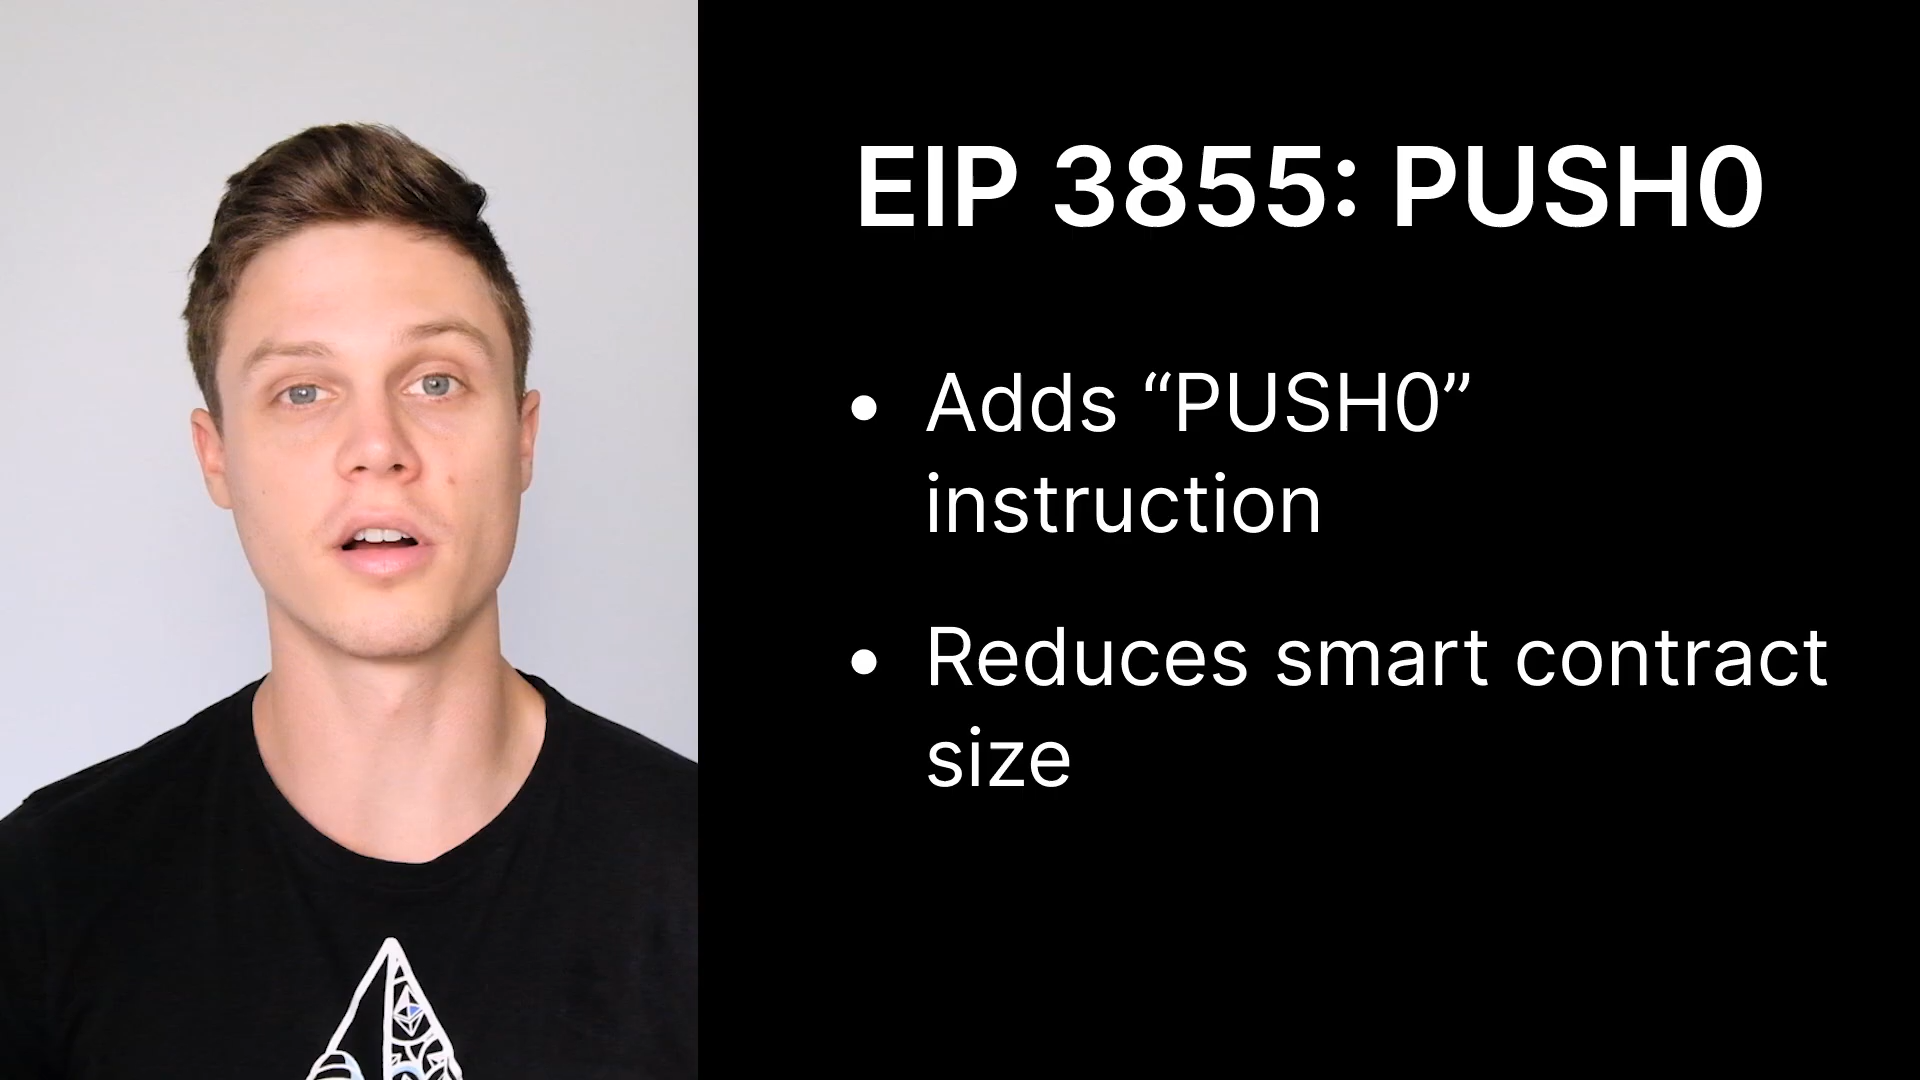 EIP 3855: PUSH0
• Adds “PUSH0”
instruction
• Reduces smart contract
size